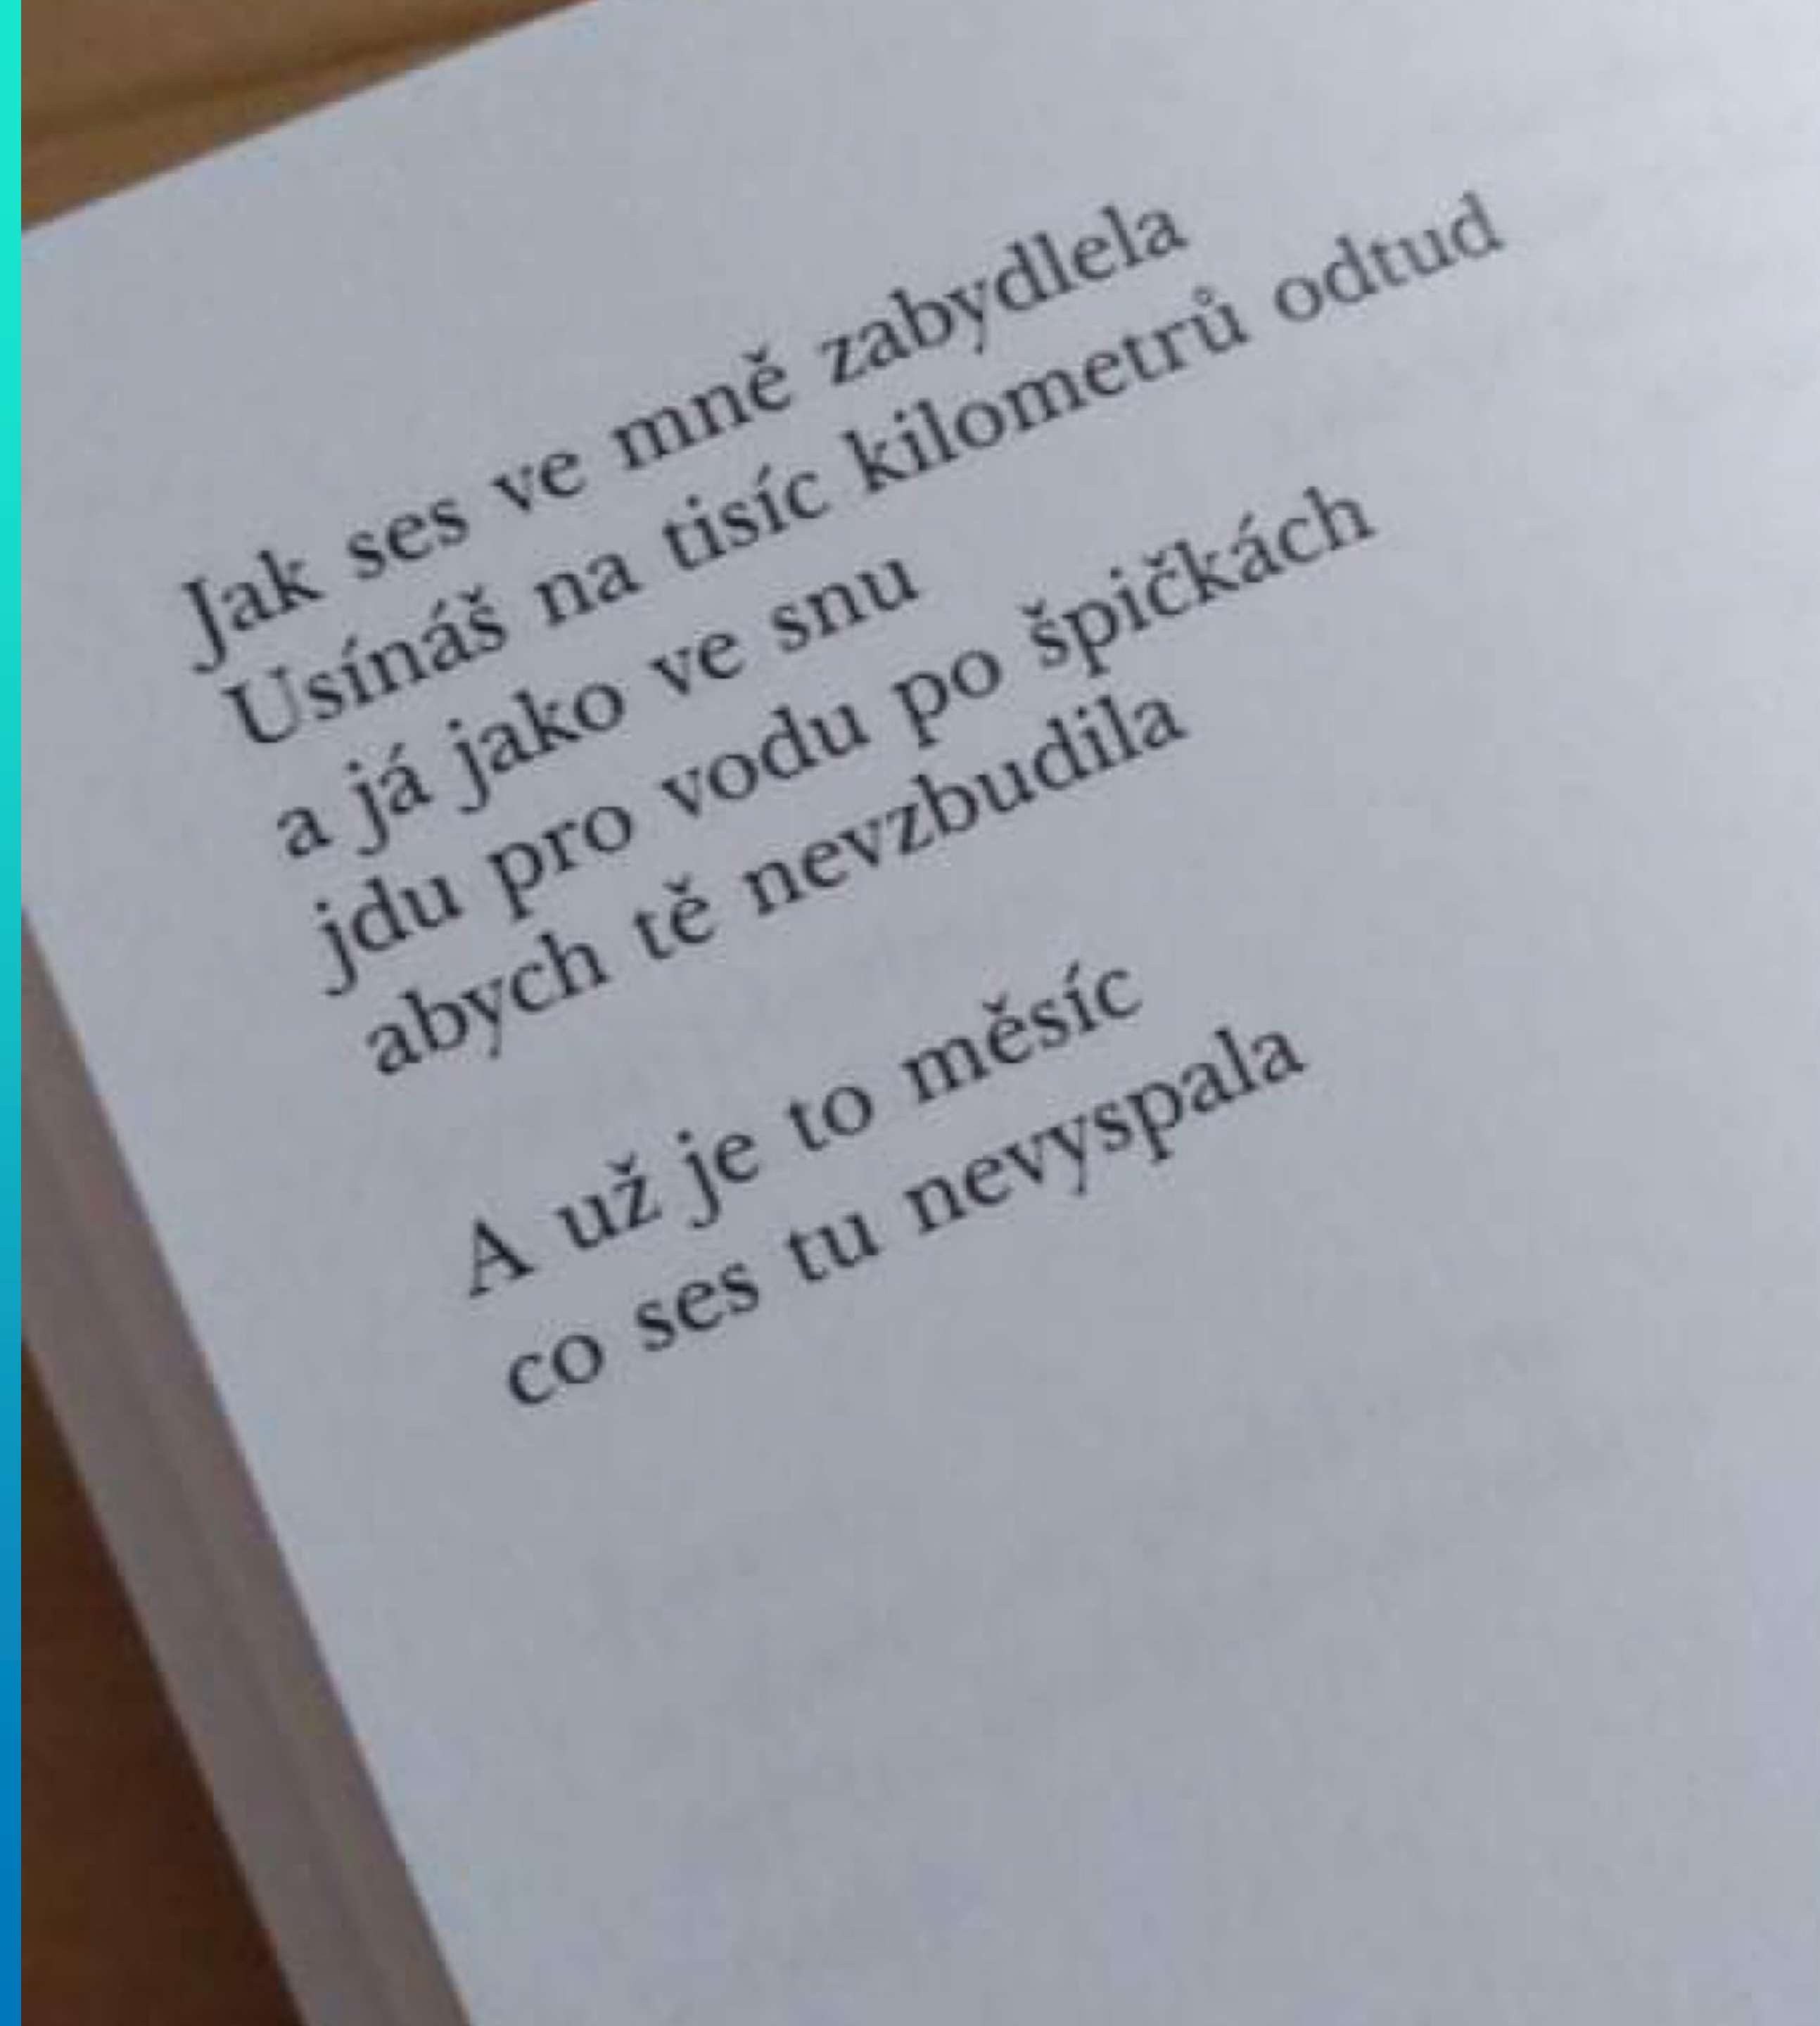 Jak ses ve mně zabydlela
Usínáš na tisíc kilometrů odtud
a já jako ve snu
jdu pro vodu po špičkách
abych tě nevzbudila
A už je to měsíc
co ses tu nevyspala